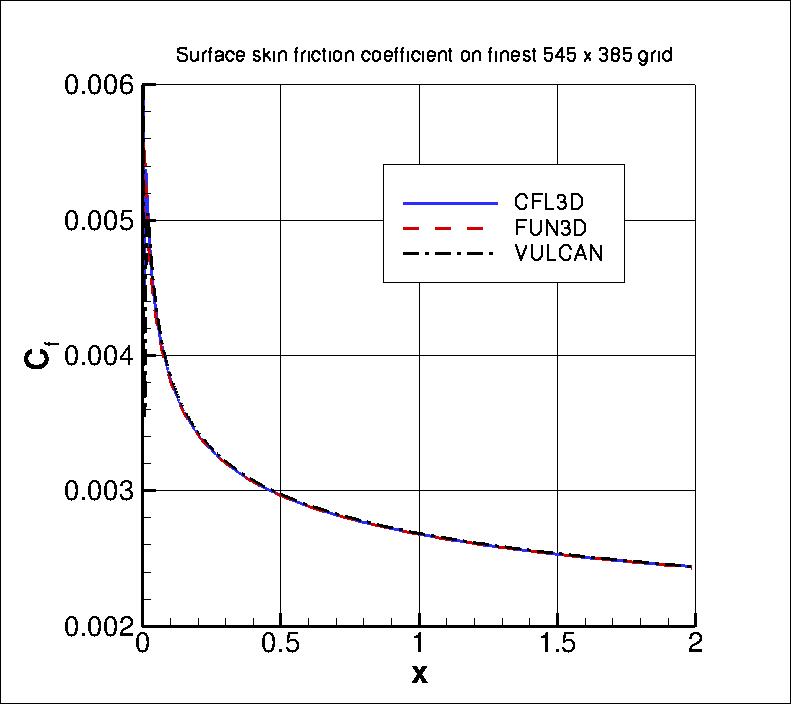 Surface skin friction coefficient on finest 545 x 385 grid
0.006
0.005
0.004
0.003
0.002
Cf
CFL3D
FUN3D
VULCAN
0 0.5 1 1.5 2
x